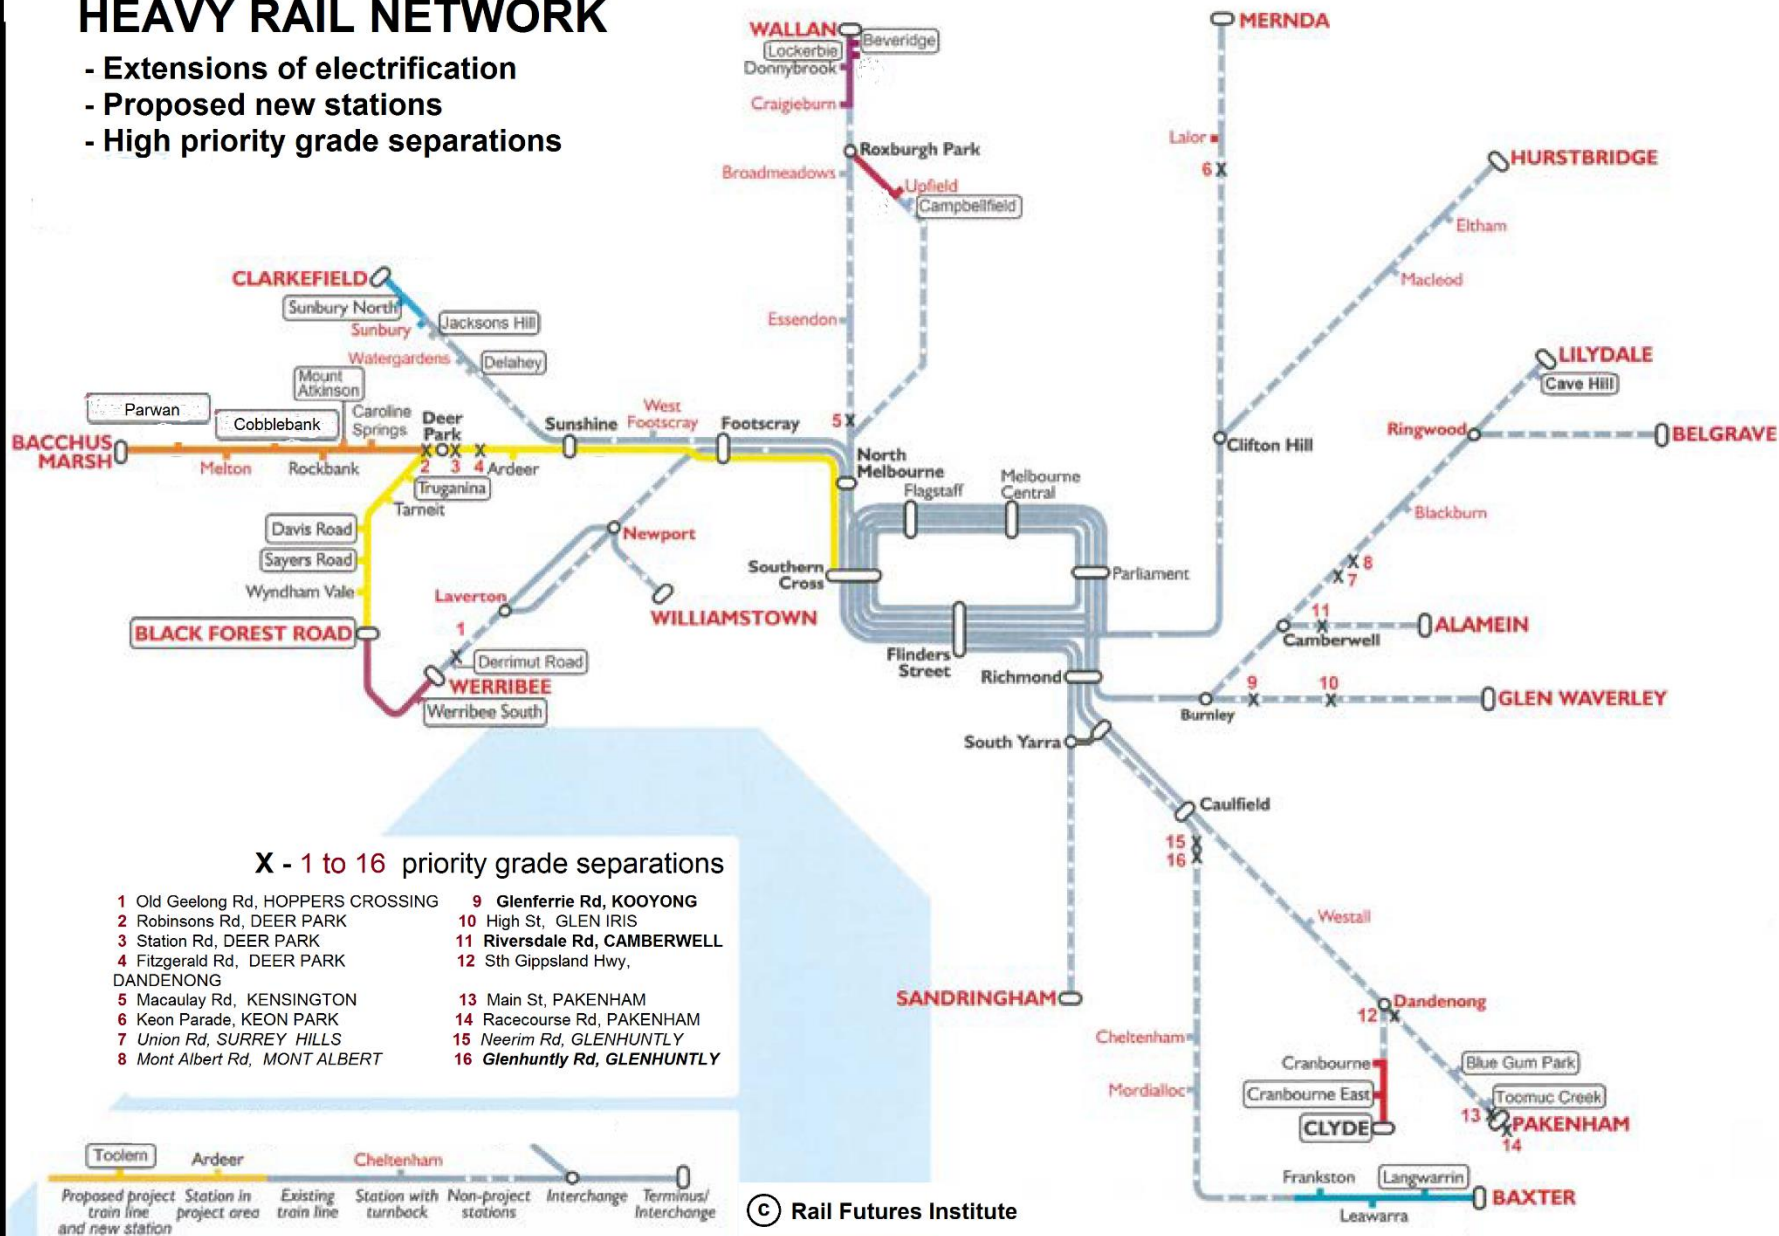 HEAVY RAIL NETWORK
- Extensions of electrification
- Proposed new stations
- High priority grade separations
WALLAN
Beveridge
Lockerbie
Donnybrook
Craigieburn
Roxburgh Park
Broadmeadows
Upfield
Campbellfield
Essendon
5 X
MERNDA
Lalor
6 X
HURSTBRIDGE
Eltham
Macleod
CLARKEFIELD
Sunbury North
Sunbury
Jacksons Hill
Watergardens
Delahey
Mount
Atkinson
Parwan
Cobblebank
Caroline
Springs
Deer
Park
BACCHUS
MARSH
Melton
Rockbank
X X X
2 3 4
Ardeer
Sunshine
West
Footscray
Footscray
Truganina
Tarneit
Davis Road
Sayers Road
Wyndham Vale
BLACK FOREST ROAD
Newport
Laverton
WILLIAMSTOWN
1
X
Derrimut Road
WERRIBEE
Werribee South
North
Melbourne
Flagstaff
Melbourne
Central
Southern
Cross
Parliament
Flinders
Street
Richmond
South Yarra
Clifton Hill
LILYDALE
Cave Hill
Ringwood
BELGRAVE
Blackburn
X 8
X 7
11
X
Camberwell
ALAMEIN
9 10
X X
GLEN WAVERLEY
Burnley
Caulfield
15 X
16 X
Westall
SANDRINGHAM
Dandenong
12 X
Cheltenham
Mordialloc
Cranbourne
Cranbourne East
CLYDE
Blue Gum Park
Toomuc Creek
13 X
PAKENHAM
X
14
Frankston
Langwarrin
Leawarra
BAXTER
X - 1 to 16 priority grade separations
1 Old Geelong Rd, HOPPERS CROSSING
2 Robinsons Rd, DEER PARK
3 Station Rd, DEER PARK
4 Fitzgerald Rd, DEER PARK
9 Glenferrie Rd, KOOYONG
10 High St, GLEN IRIS
11 Riversdale Rd, CAMBERWELL
12 Sth Gippsland Hwy,
DANDENONG
5 Macaulay Rd, KENSINGTON
6 Keon Parade, KEON PARK
7 Union Rd, SURREY HILLS
8 Mont Albert Rd, MONT ALBERT
13 Main St, PAKENHAM
14 Racecourse Rd, PAKENHAM
15 Neerim Rd, GLENHUNTLY
16 Glenhuntly Rd, GLENHUNTLY
Toolern
Ardeer
Cheltenham
Proposed project
train line
and new station
Station in
project area
Existing
train line
Station with
turnback
Non-project
stations
Interchange
Terminus/
Interchange
© Rail Futures Institute